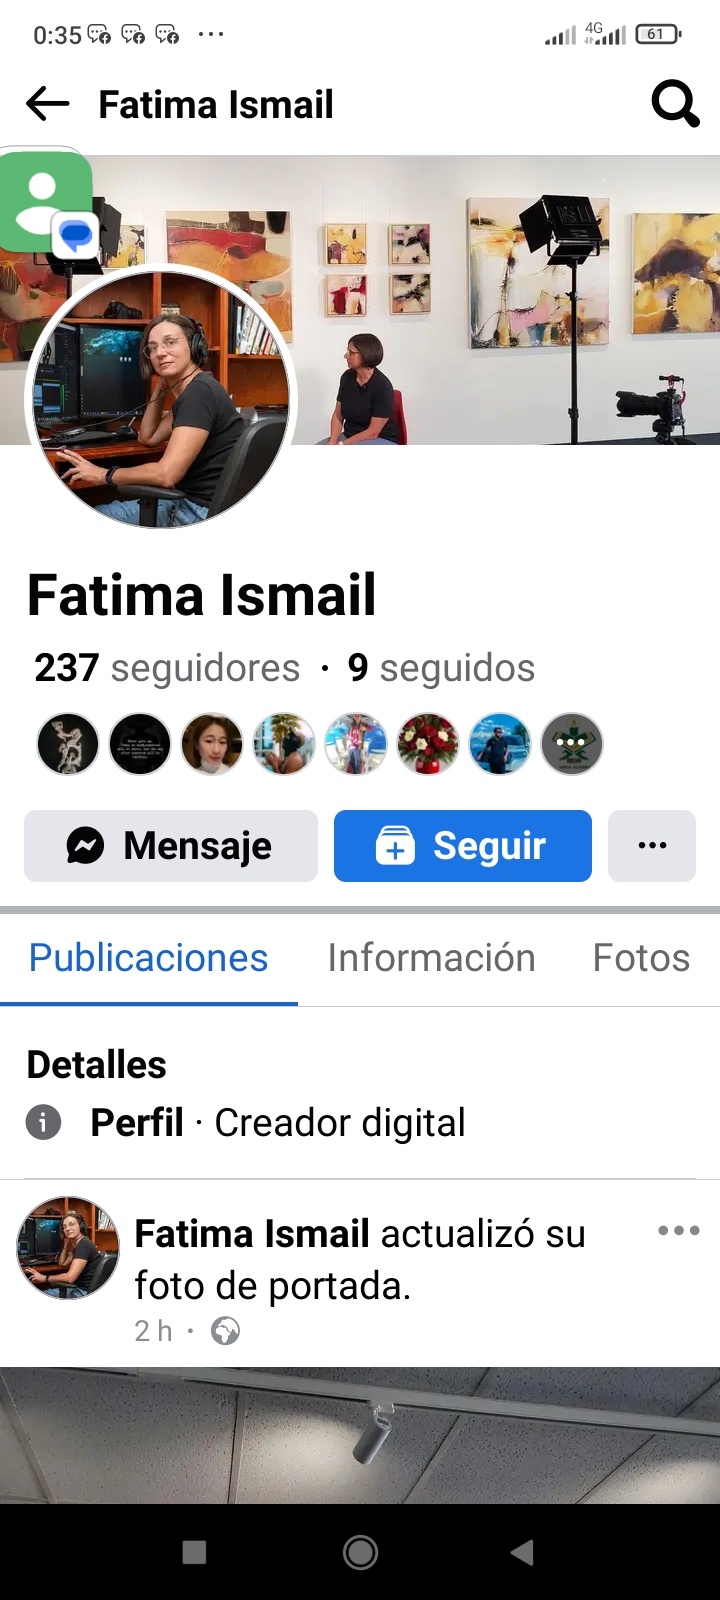 0:35 ... 4G 61
Fatima Ismail
Fatima Ismail
237 seguidores · 9 seguidos
Mensaje Seguir ...
Publicaciones Información Fotos
Detalles
Perfil · Creador digital
Fatima Ismail actualizó su
foto de portada.
2 h ·